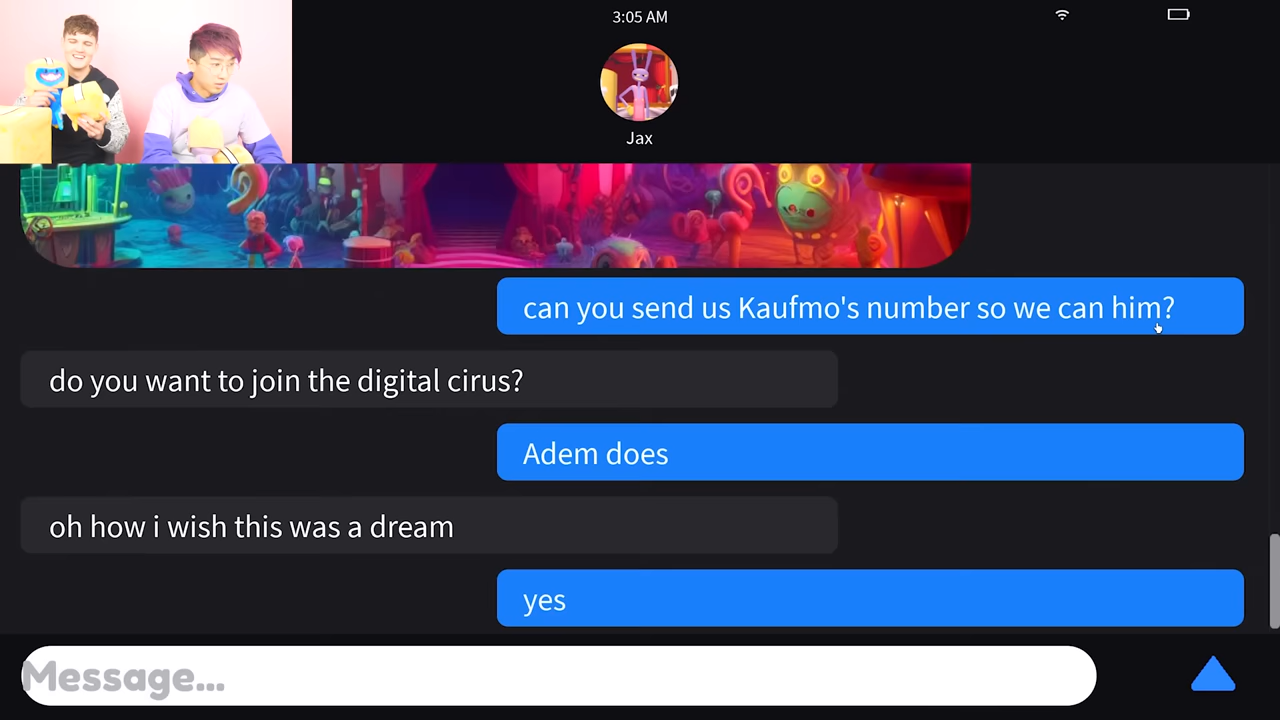 3:05 AM
Jax
can you send us Kaufmo's number so we can him?
do you want to join the digital cirus?
Adem does
oh how i wish this was a dream
yes
Message...